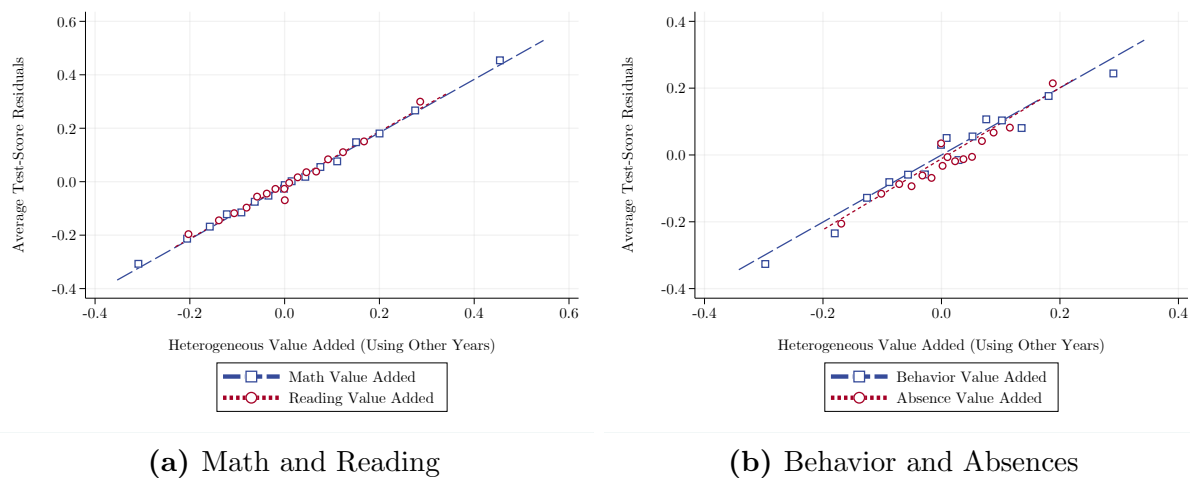 Average Test-Score Residuals
0.6
0.4
0.2
0.0
-0.2
-0.4
-0.4 -0.2 0.0 0.2 0.4 0.6
Heterogeneous Value Added (Using Other Years)
Math Value Added
Reading Value Added
(a) Math and Reading
Average Test-Score Residuals
0.4
0.2
0.0
-0.2
-0.4
-0.4 -0.2 0.0 0.2 0.4
Heterogeneous Value Added (Using Other Years)
Behavior Value Added
Absence Value Added
(b) Behavior and Absences